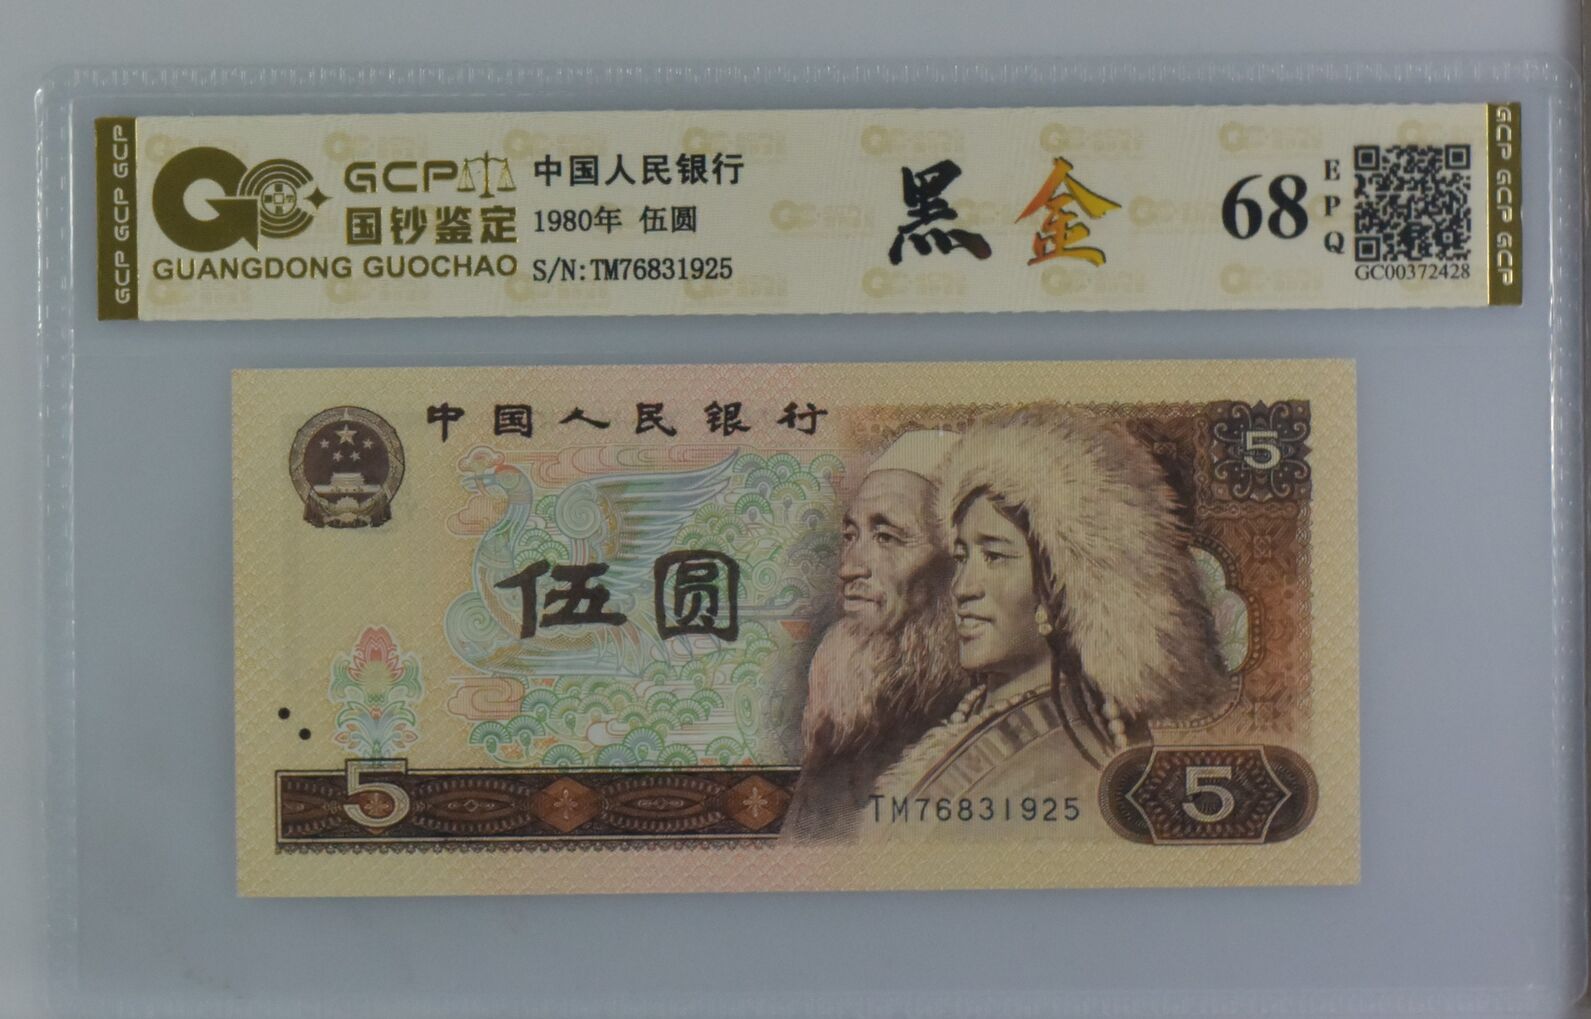 GCP GCP GCP
GCP
国钞鉴定
GUANGDONG GUOCHAO
中国人民银行
1980年 伍圆
S/N:TM76831925
黑金
68
EPQ
GC00372428
GCP GCP GCP
中国人民银行
5
伍圆
5
TM76831925
5